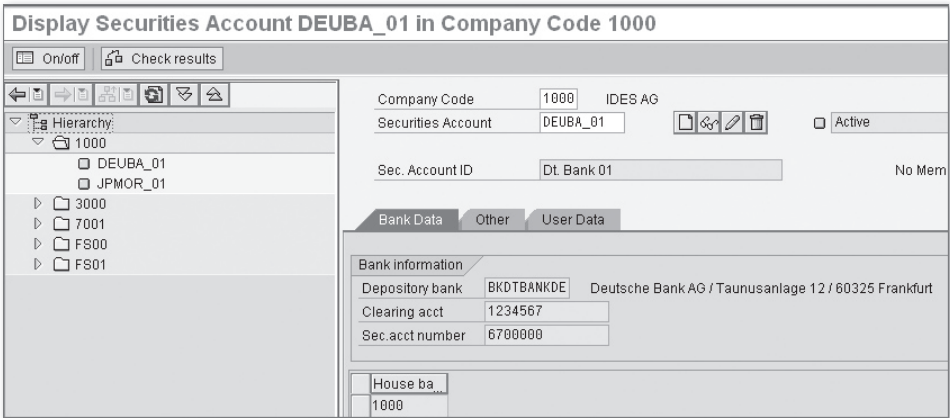 Display Securities Account DEUBA_01 in Company Code 1000
On/off Check results
Hierarchy
1000
DEUBA_01
JPMOR_01
3000
7001
FS00
FS01
Company Code 1000 IDES AG
Securities Account DEUBA_01 Active
Sec. Account ID Dt. Bank 01 No Mem
Bank Data Other User Data
Bank information
Depository bank BKDTBANKDE Deutsche Bank AG / Taunusanlage 12 / 60325 Frankfurt
Clearing acct 1234567
Sec.acct number 6700000
House ba...
1000